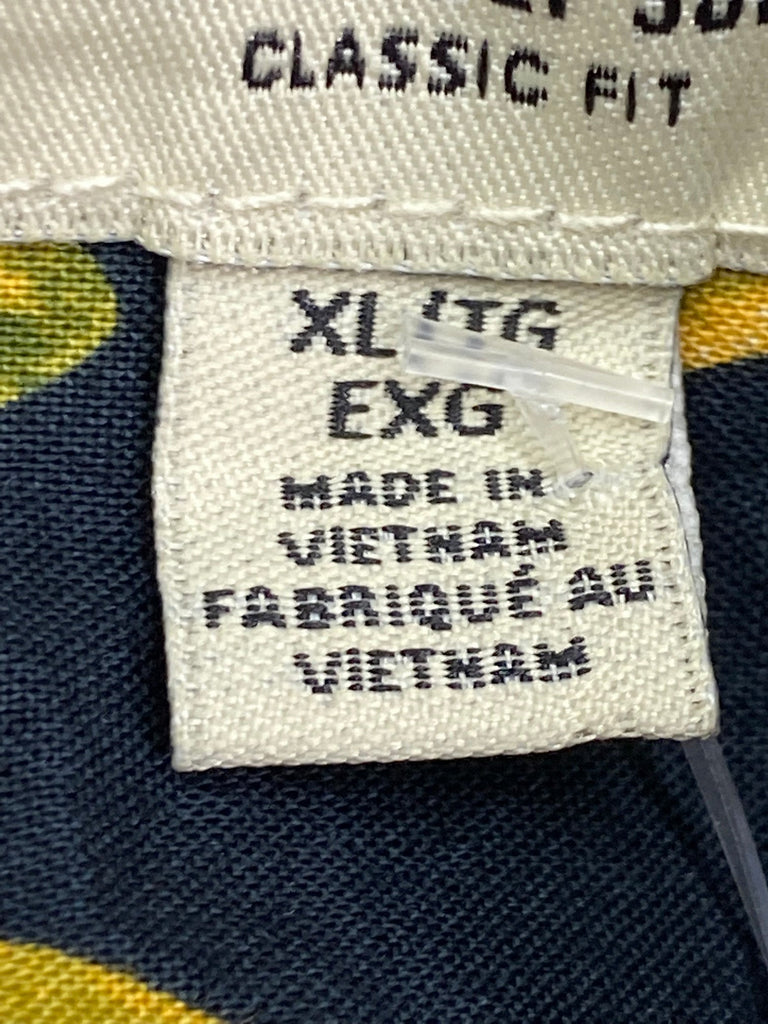 CLASSIC FIT
XL/TG
EXG
MADE IN
VIETNAM
FABRIQUÉ AU
VIETNAM